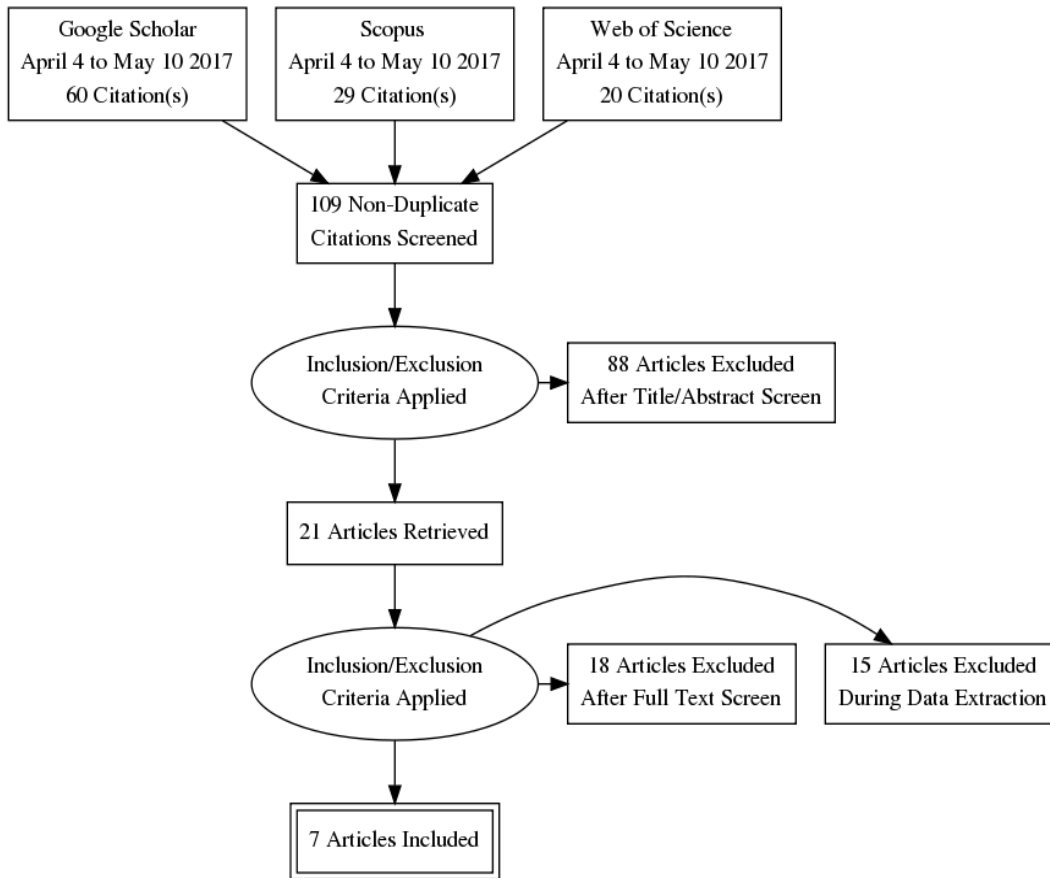 Google Scholar
April 4 to May 10 2017
60 Citation(s)
Scopus
April 4 to May 10 2017
29 Citation(s)
Web of Science
April 4 to May 10 2017
20 Citation(s)
109 Non-Duplicate
Citations Screened
Inclusion/Exclusion
Criteria Applied
88 Articles Excluded
After Title/Abstract Screen
21 Articles Retrieved
Inclusion/Exclusion
Criteria Applied
18 Articles Excluded
After Full Text Screen
15 Articles Excluded
During Data Extraction
7 Articles Included